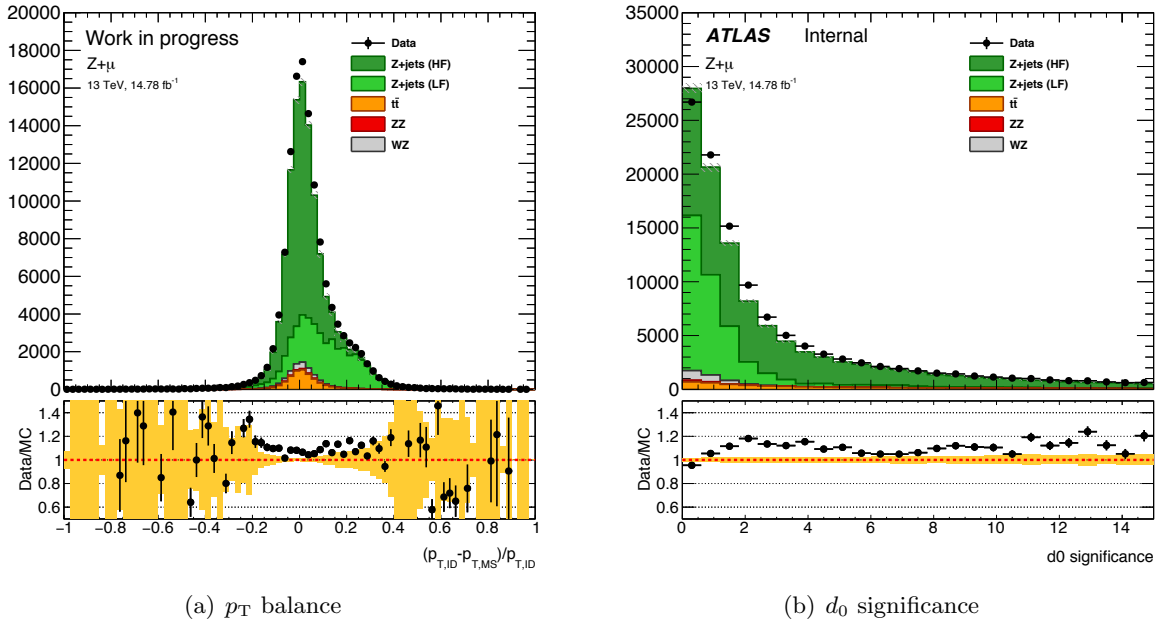 18000
16000
14000
12000
10000
8000
6000
4000
2000
0
Work in progress
Z+μ
13 TeV, 14.78 fb⁻¹
Data
Z+jets (HF)
Z+jets (LF)
tt̄
ZZ
WZ
Data/MC
1.4
1.2
1
0.8
0.6
−1 −0.8 −0.6 −0.4 −0.2 0 0.2 0.4 0.6 0.8 1
(p_T,ID-p_T,MS)/p_T,ID
(a) p_T balance
35000
30000
25000
20000
15000
10000
5000
0
ATLAS Internal
Z+μ
13 TeV, 14.78 fb⁻¹
Data
Z+jets (HF)
Z+jets (LF)
tt̄
ZZ
WZ
Data/MC
1.4
1.2
1
0.8
0.6
0 2 4 6 8 10 12 14
d0 significance
(b) d₀ significance